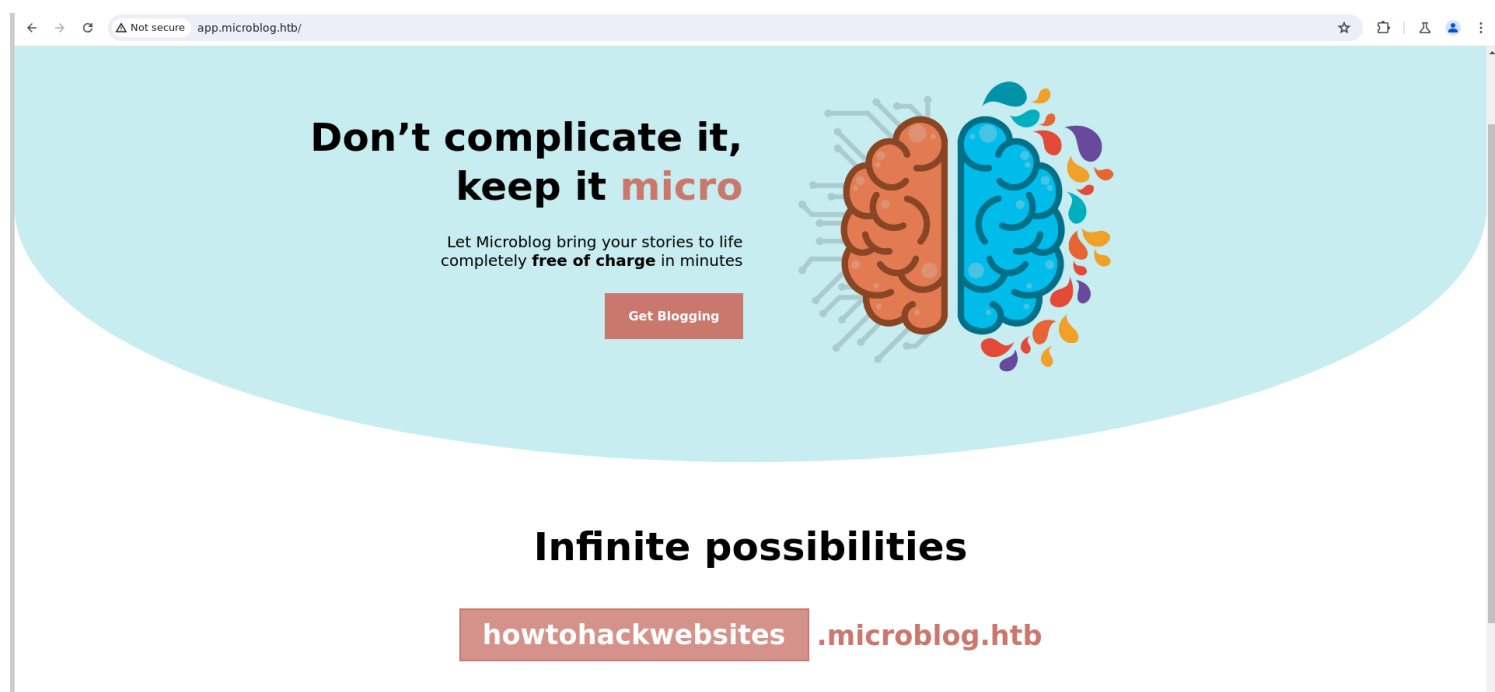 Not secure app.microblog.htb/
Don’t complicate it,
keep it micro
Let Microblog bring your stories to life
completely free of charge in minutes
Get Blogging
Infinite possibilities
howtohackwebsites .microblog.htb